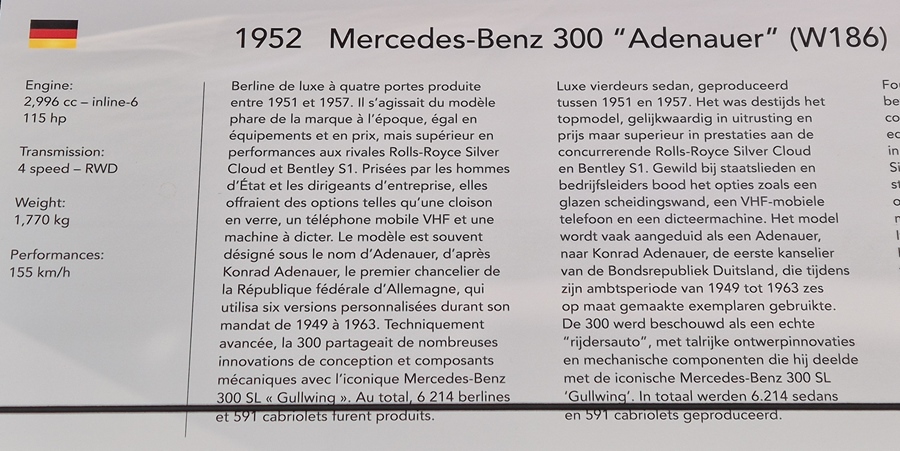 1952 Mercedes-Benz 300 “Adenauer” (W186)
Engine:
2,996 cc – inline-6
115 hp
Transmission:
4 speed – RWD
Weight:
1,770 kg
Performances:
155 km/h
Berline de luxe à quatre portes produite
entre 1951 et 1957. Il s’agissait du modèle
phare de la marque à l’époque, égal en
équipements et en prix, mais supérieur en
performances aux rivales Rolls-Royce Silver
Cloud et Bentley S1. Prisées par les hommes
d’État et les dirigeants d’entreprise, elles
offraient des options telles qu’une cloison
en verre, un téléphone mobile VHF et une
machine à dicter. Le modèle est souvent
désigné sous le nom d’Adenauer, d’après
Konrad Adenauer, le premier chancelier de
la République fédérale d’Allemagne, qui
utilisa six versions personnalisées durant son
mandat de 1949 à 1963. Techniquement
avancée, la 300 partageait de nombreuses
innovations de conception et composants
mécaniques avec l’iconique Mercedes-Benz
300 SL « Gullwing ». Au total, 6 214 berlines
et 591 cabriolets furent produits.
Luxe vierdeurs sedan, geproduceerd
tussen 1951 en 1957. Het was destijds het
topmodel, gelijkwaardig in uitrusting en
prijs maar superieur in prestaties aan de
concurrerende Rolls-Royce Silver Cloud
en Bentley S1. Gewild bij staatslieden en
bedrijfsleiders bood het opties zoals een
glazen scheidingswand, een VHF-mobiele
telefoon en een dicteermachine. Het model
wordt vaak aangeduid als een Adenauer,
naar Konrad Adenauer, de eerste kanselier
van de Bondsrepubliek Duitsland, die tijdens
zijn ambtsperiode van 1949 tot 1963 zes
op maat gemaakte exemplaren gebruikte.
De 300 werd beschouwd als een echte
“rijdersauto”, met talrijke ontwerpinnovaties
en mechanische componenten die hij deelde
met de iconische Mercedes-Benz 300 SL
‘Gullwing’. In totaal werden 6.214 sedans
en 591 cabriolets geproduceerd.